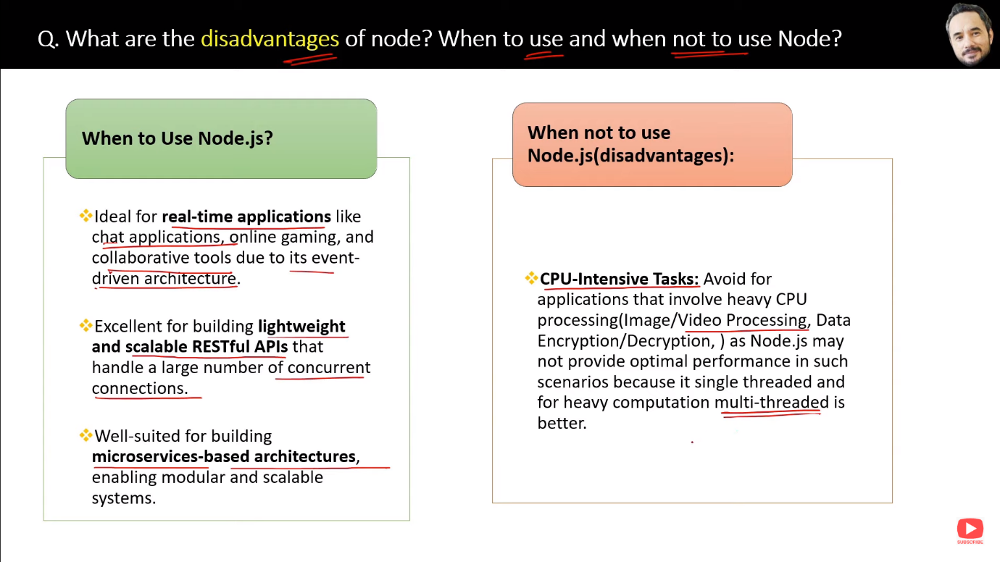 Q. What are the disadvantages of node? When to use and when not to use Node?
When to Use Node.js?
❖Ideal for real-time applications like
chat applications, online gaming, and
collaborative tools due to its event-
driven architecture.
❖Excellent for building lightweight
and scalable RESTful APIs that
handle a large number of concurrent
connections.
❖Well-suited for building
microservices-based architectures,
enabling modular and scalable
systems.
When not to use
Node.js(disadvantages):
❖CPU-Intensive Tasks: Avoid for
applications that involve heavy CPU
processing(Image/Video Processing, Data
Encryption/Decryption, ) as Node.js may
not provide optimal performance in such
scenarios because it single threaded and
for heavy computation multi-threaded is
better.
SUBSCRIBE